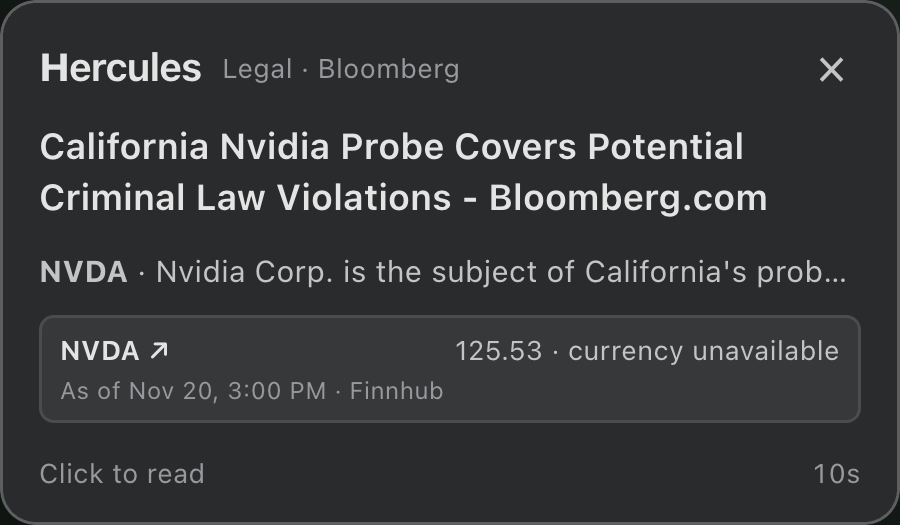 Hercules Legal · Bloomberg ×
California Nvidia Probe Covers Potential
Criminal Law Violations - Bloomberg.com
NVDA · Nvidia Corp. is the subject of California's prob...
NVDA ↗ 125.53 · currency unavailable
As of Nov 20, 3:00 PM · Finnhub
Click to read 10s